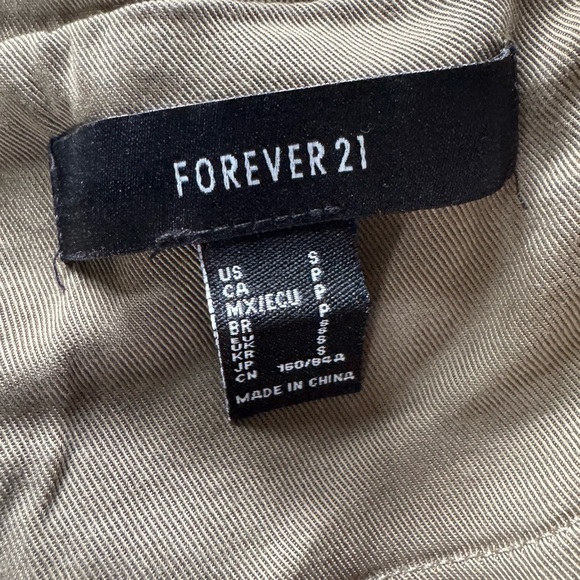 FOREVER 21
US S
CA P
MX/ECU P
BR P
EU S
UK S
KR S
JP S
CN 160/84A
MADE IN CHINA